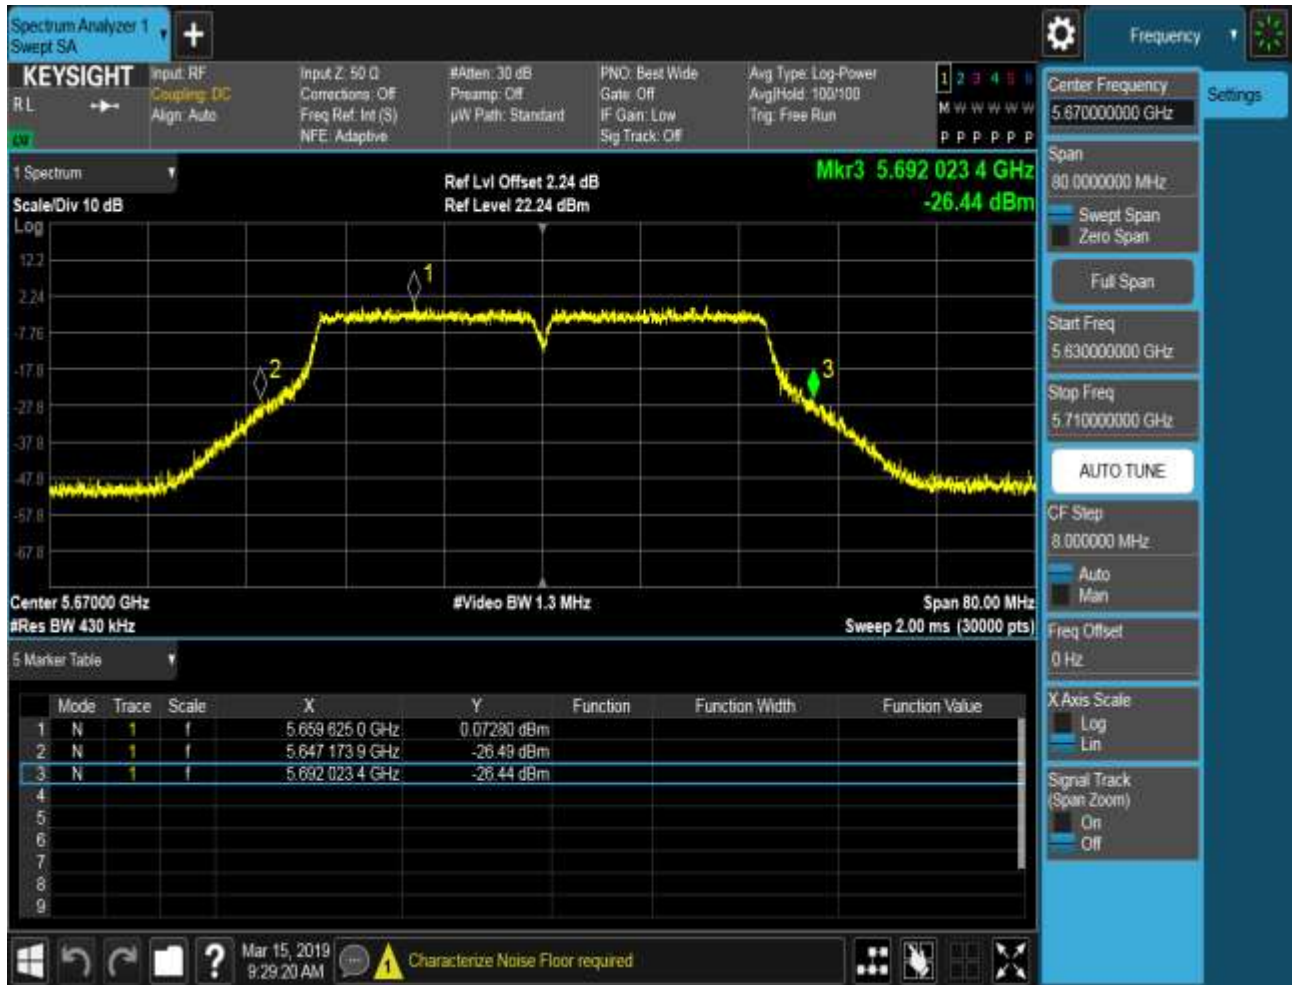 Spectrum Analyzer 1
Swept SA
Frequency
KEYSIGHT
RL
Input: RF
Coupling: DC
Align: Auto
Input Z: 50 Ω
Corrections: Off
Freq Ref: Int (S)
NFE: Adaptive
#Atten: 30 dB
Preamp: Off
µW Path: Standard
PNO: Best Wide
Gate: Off
IF Gain: Low
Sig Track: Off
Avg Type: Log-Power
Avg|Hold: 100/100
Trig: Free Run
1 2 3 4 5 6
M W W W W W
P P P P P P
1 Spectrum
Scale/Div 10 dB
Ref Lvl Offset 2.24 dB
Ref Level 22.24 dBm
Mkr3 5.692 023 4 GHz
-26.44 dBm
Log
12.2
2.24
-7.76
-17.8
-27.8
-37.8
-47.8
-57.8
-67.8
1
2
3
Center 5.67000 GHz
#Video BW 1.3 MHz
Span 80.00 MHz
#Res BW 430 kHz
Sweep 2.00 ms (30000 pts)
5 Marker Table
Mode Trace Scale X Y Function Function Width Function Value
1 N 1 f 5.659 625 0 GHz 0.07280 dBm
2 N 1 f 5.647 173 9 GHz -26.49 dBm
3 N 1 f 5.692 023 4 GHz -26.44 dBm
4
5
6
7
8
9
Mar 15, 2019
9:29:20 AM
1
Characterize Noise Floor required
Center Frequency
5.670000000 GHz
Settings
Span
80.0000000 MHz
Swept Span
Zero Span
Full Span
Start Freq
5.630000000 GHz
Stop Freq
5.710000000 GHz
AUTO TUNE
CF Step
8.000000 MHz
Auto
Man
Freq Offset
0 Hz
X Axis Scale
Log
Lin
Signal Track
(Span Zoom)
On
Off